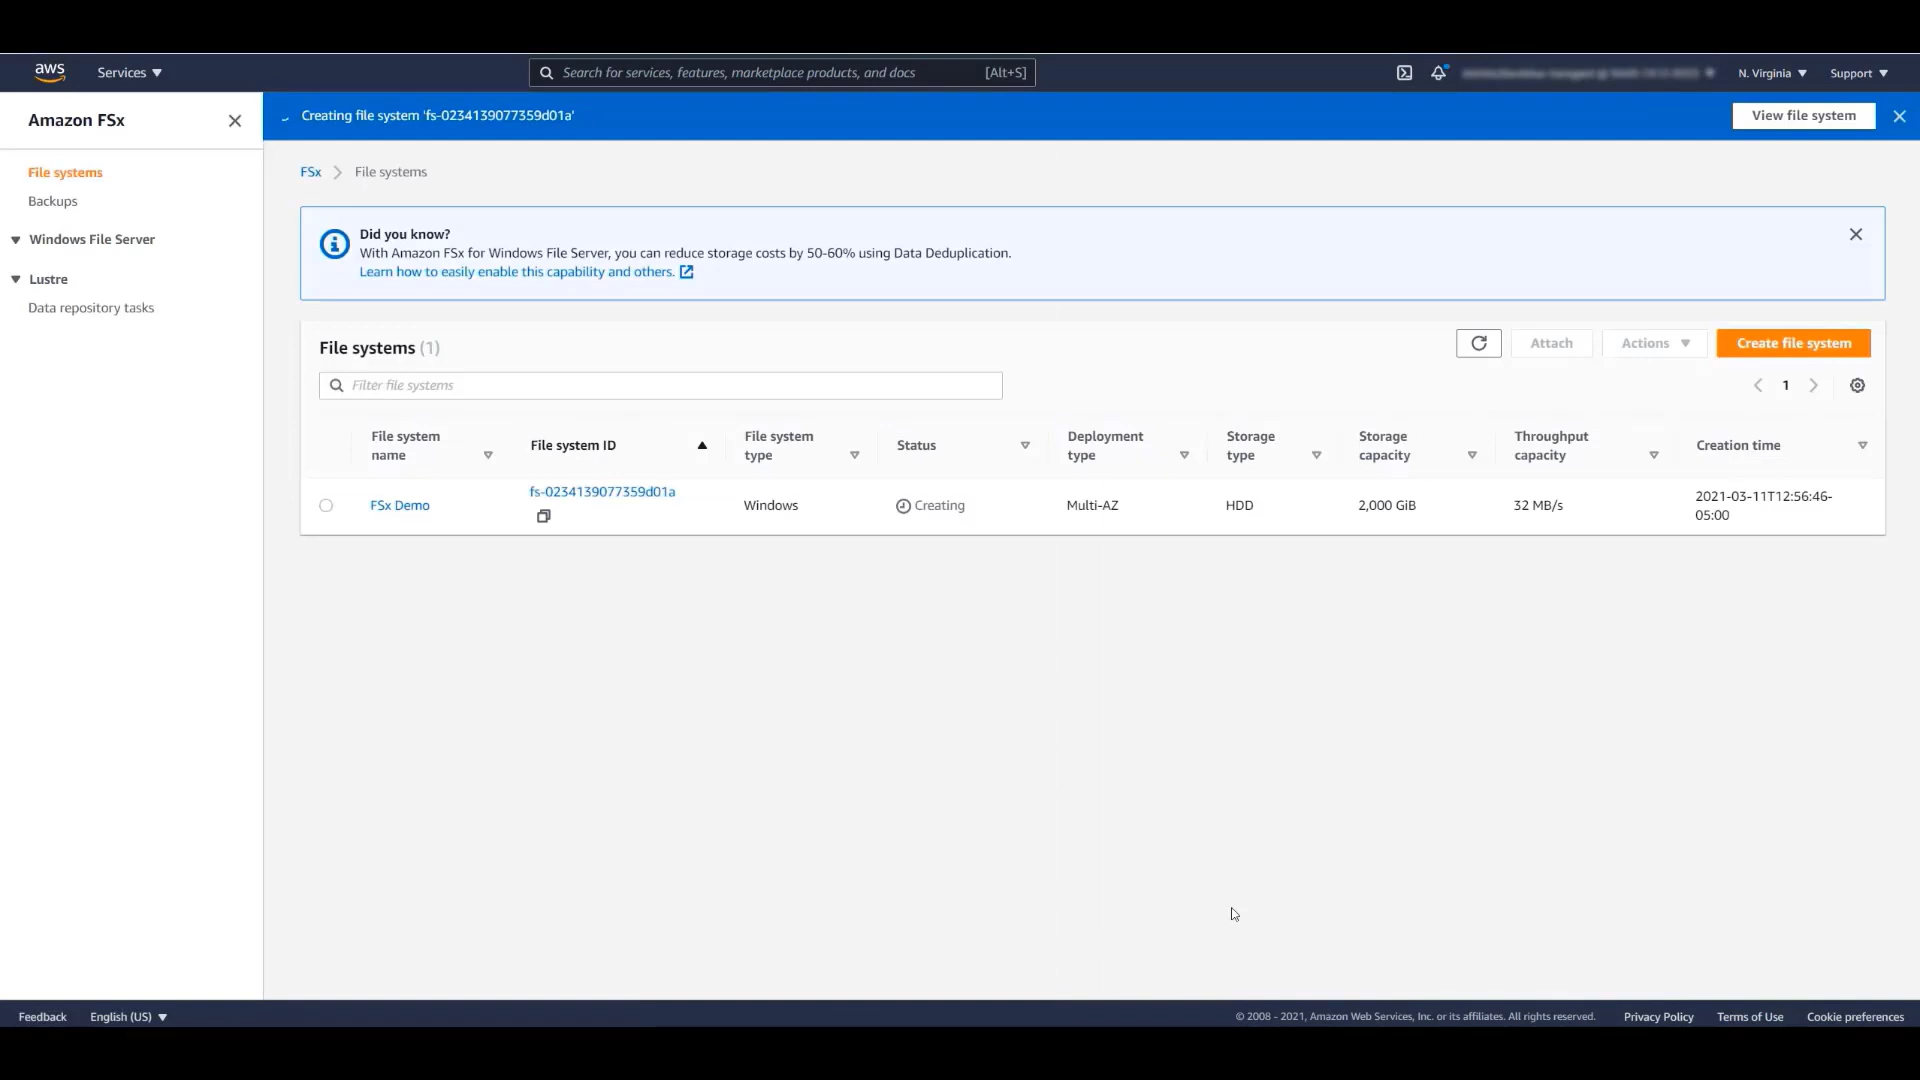 aws
Services
Search for services, features, marketplace products, and docs [Alt+S]
N. Virginia
Support
Amazon FSx
Creating file system 'fs-0234139077359d01a'
View file system
File systems
Backups
Windows File Server
Lustre
Data repository tasks
FSx
File systems
Did you know?
With Amazon FSx for Windows File Server, you can reduce storage costs by 50-60% using Data Deduplication.
Learn how to easily enable this capability and others.
File systems (1)
Attach
Actions
Create file system
Filter file systems
1
File system
name
File system ID
File system
type
Status
Deployment
type
Storage
type
Storage
capacity
Throughput
capacity
Creation time
FSx Demo
fs-0234139077359d01a
Windows
Creating
Multi-AZ
HDD
2,000 GiB
32 MB/s
2021-03-11T12:56:46-
05:00
Feedback
English (US)
© 2008 - 2021, Amazon Web Services, Inc. or its affiliates. All rights reserved.
Privacy Policy
Terms of Use
Cookie preferences